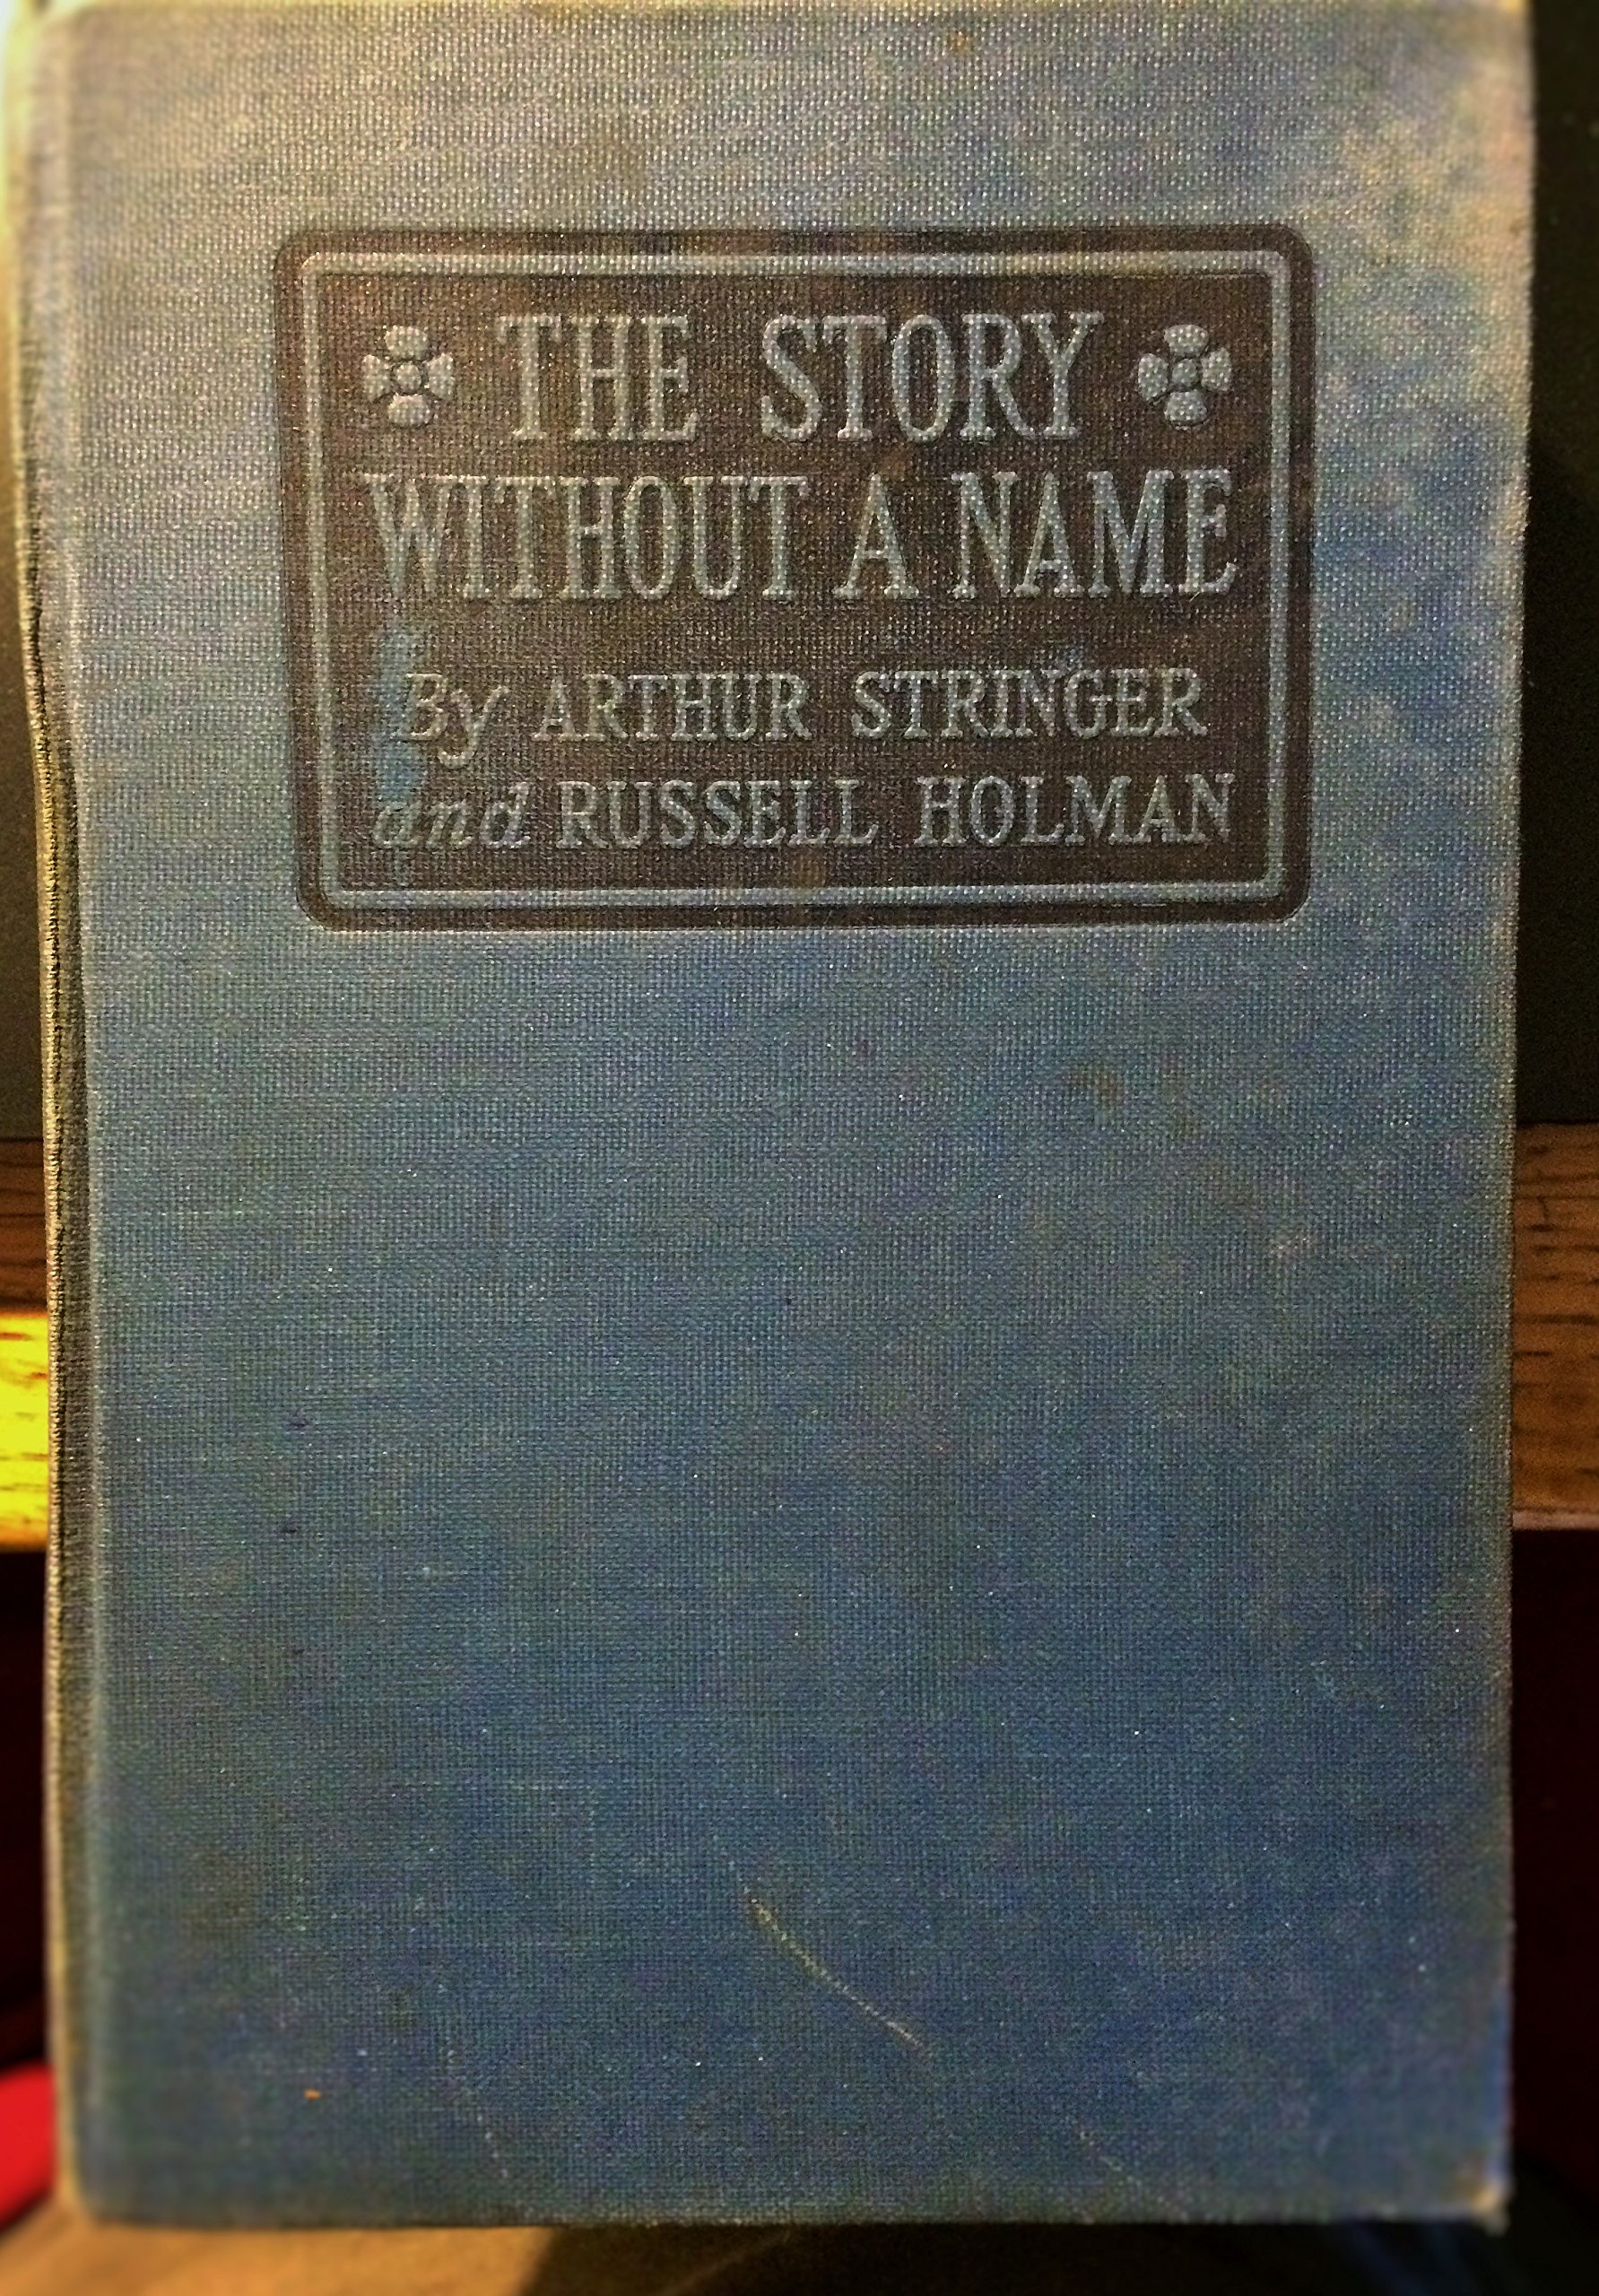 THE STORY
WITHOUT A NAME
By ARTHUR STRINGER
and RUSSELL HOLMAN